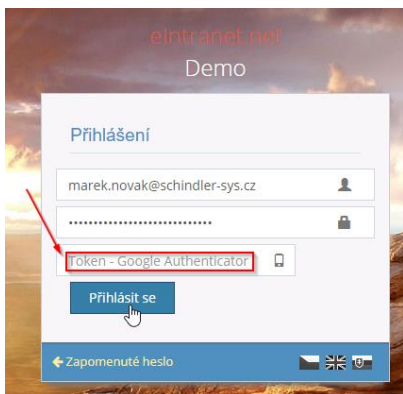 eIntranet.net
Demo
Přihlášení
marek.novak@schindler-sys.cz
Token - Google Authenticator
Přihlásit se
Zapomenuté heslo